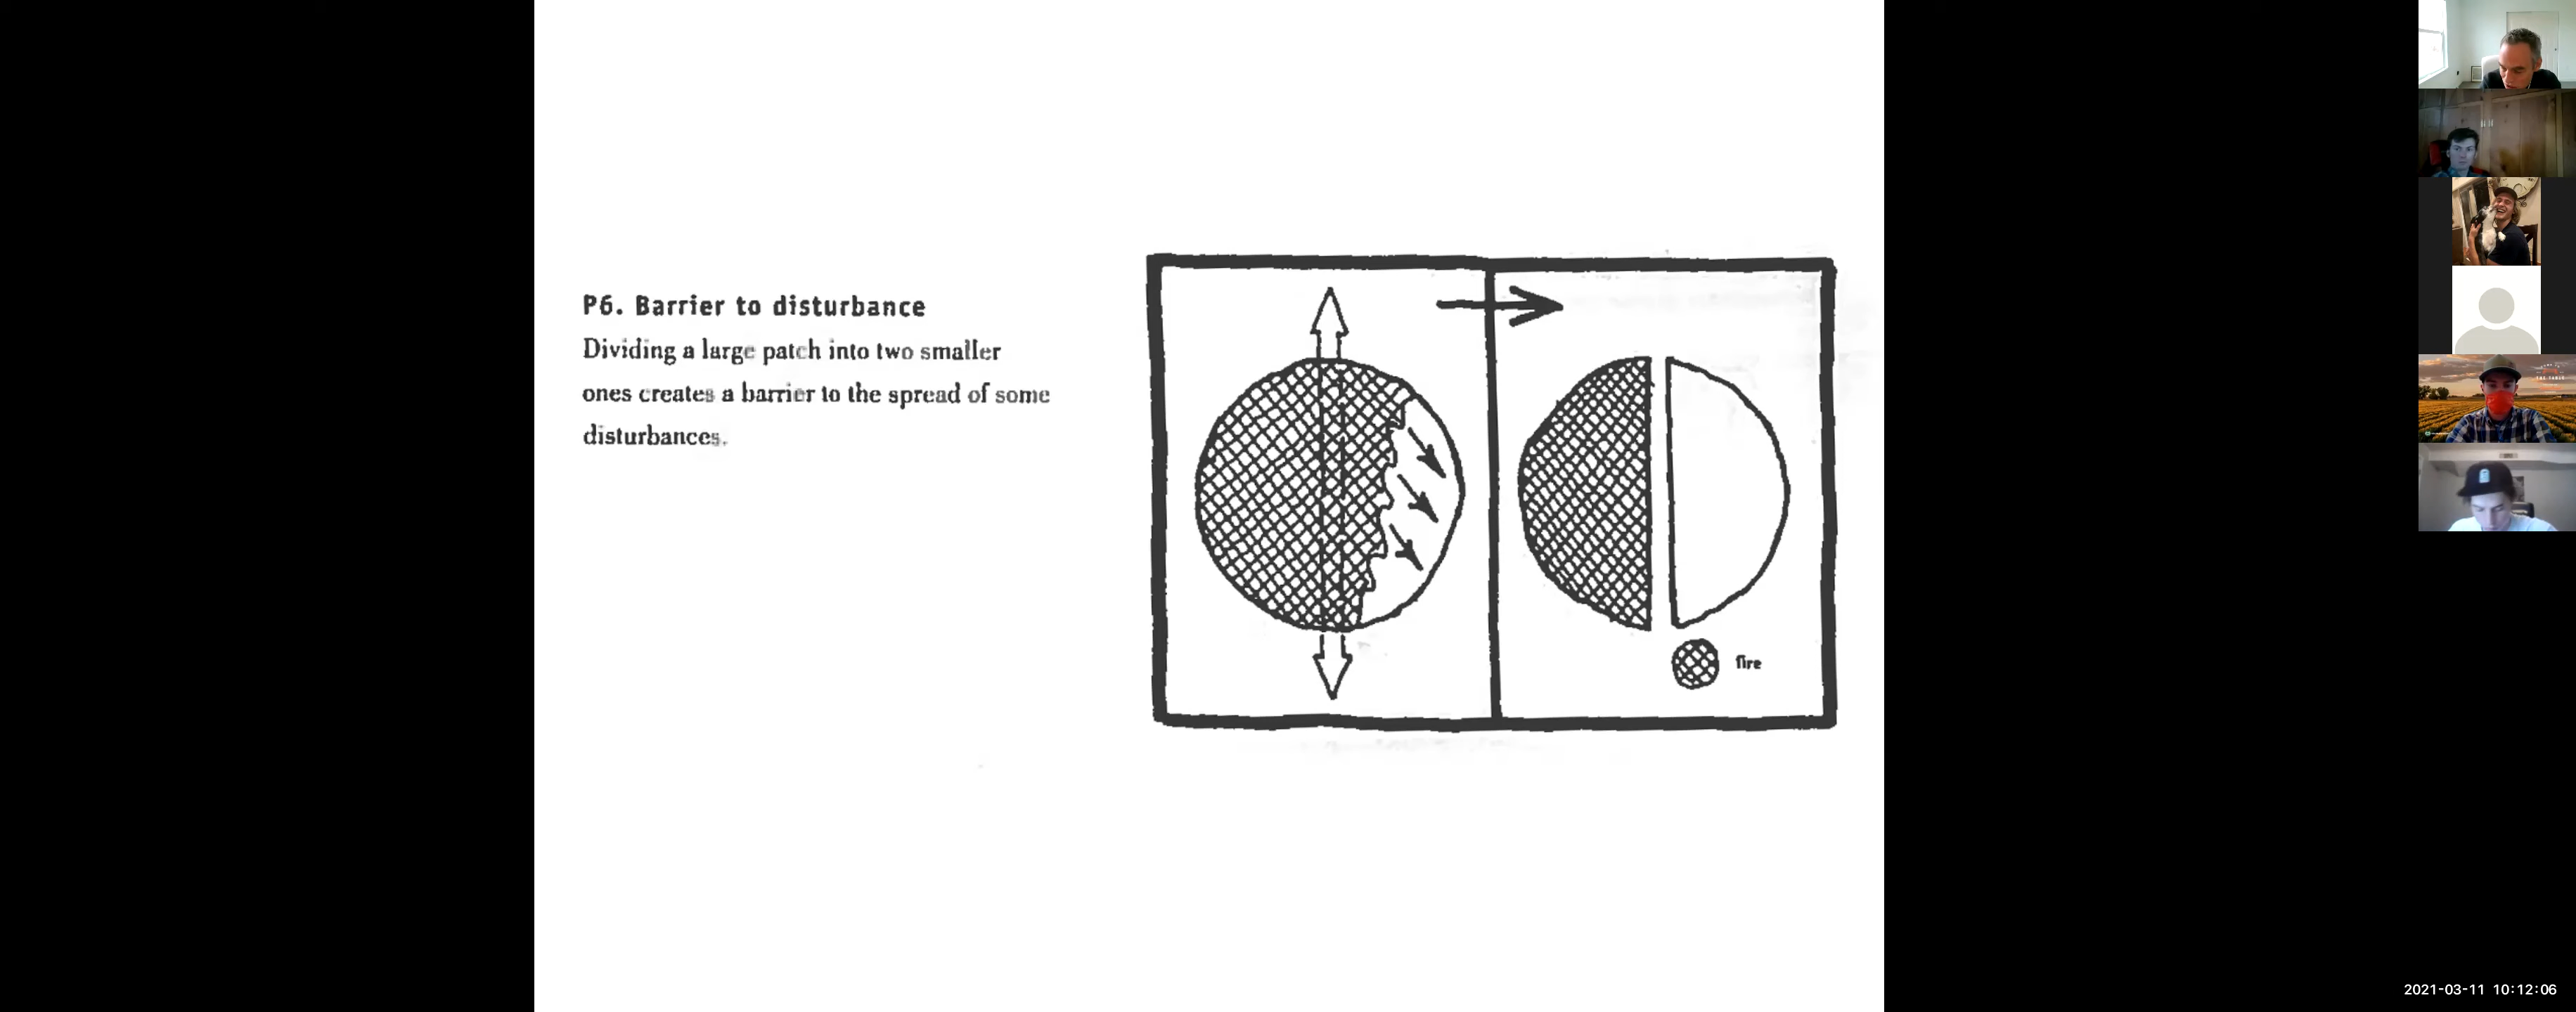 P6. Barrier to disturbance
Dividing a large patch into two smaller
ones creates a barrier to the spread of some
disturbances.
fire
2021-03-11 10:12:06